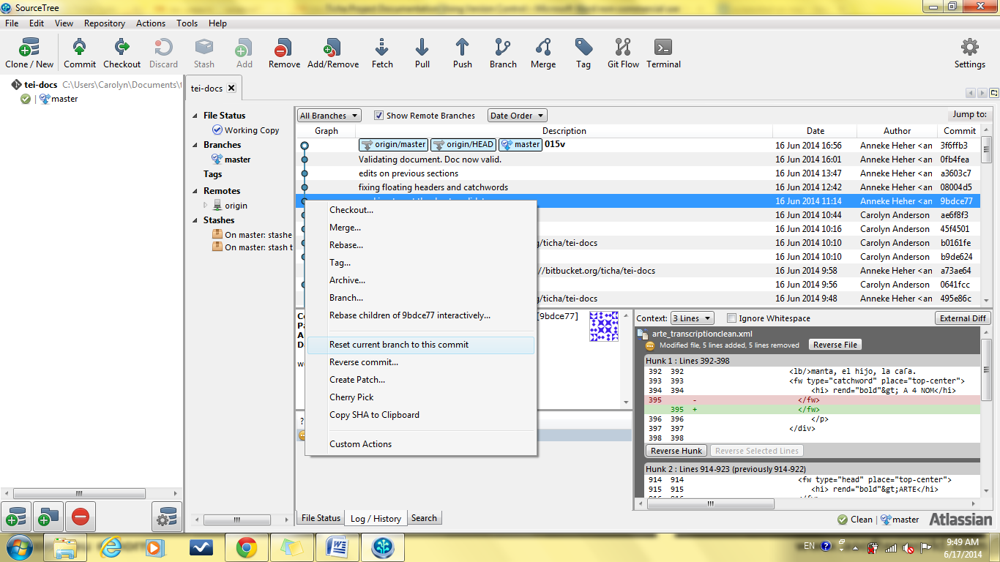 SourceTree
File Edit View Repository Actions Tools Help
Clone / New Commit Checkout Discard Stash Add Remove Add/Remove Fetch Pull Push Branch Merge Tag Git Flow Terminal Settings
tei-docs C:\Users\Carolyn\Documents\t
master
tei-docs
File Status
Working Copy
Branches
master
Tags
Remotes
origin
Stashes
On master: stashe
On master: stash t
All Branches Show Remote Branches Date Order Jump to:
Graph Description Date Author Commit
origin/master origin/HEAD master 015v 16 Jun 2014 16:56 Anneke Heher <an 3f6ffb3
Validating document. Doc now valid. 16 Jun 2014 16:01 Anneke Heher <an 0fb4fea
edits on previous sections 16 Jun 2014 13:47 Anneke Heher <an a3603c7
fixing floating headers and catchwords 16 Jun 2014 12:42 Anneke Heher <an 08004d5
16 Jun 2014 11:14 Anneke Heher <an 9bdce77
16 Jun 2014 10:44 Carolyn Anderson ae6f8f3
16 Jun 2014 10:16 Carolyn Anderson 45f4501
g/ticha/tei-docs 16 Jun 2014 10:10 Carolyn Anderson b0161fe
16 Jun 2014 10:10 Carolyn Anderson b9de624
//bitbucket.org/ticha/tei-docs 16 Jun 2014 9:58 Anneke Heher <an a73ae64
16 Jun 2014 9:56 Carolyn Anderson 0641fcc
g/ticha/tei-docs 16 Jun 2014 9:48 Anneke Heher <an 495e86c
Checkout...
Merge...
Rebase...
Tag...
Archive...
Branch...
Rebase children of 9bdce77 interactively...
Reset current branch to this commit
Reverse commit...
Create Patch...
Cherry Pick
Copy SHA to Clipboard
Custom Actions
[9bdce77]
Context: 3 Lines Ignore Whitespace External Diff
arte_transcriptionclean.xml
Modified file, 5 lines added, 5 lines removed Reverse File
Hunk 1 : Lines 392-398
392 392 <lb/>manta, el hijo, la caſa.
393 393 <fw type="catchword" place="top-center">
394 394 <hi> rend="bold"&gt; A 4 NOM</hi>
395 - </fw>
395 + </fw>
396 396 </p>
397 397 </div>
398 398
Reverse Hunk Reverse Selected Lines
Hunk 2 : Lines 914-923 (previously 914-922)
914 914 <fw type="head" place="top-center">
915 915 <hi> rend="bold"&gt;ARTE</hi>
File Status Log / History Search
Clean | master Atlassian
EN 9:49 AM
6/17/2014